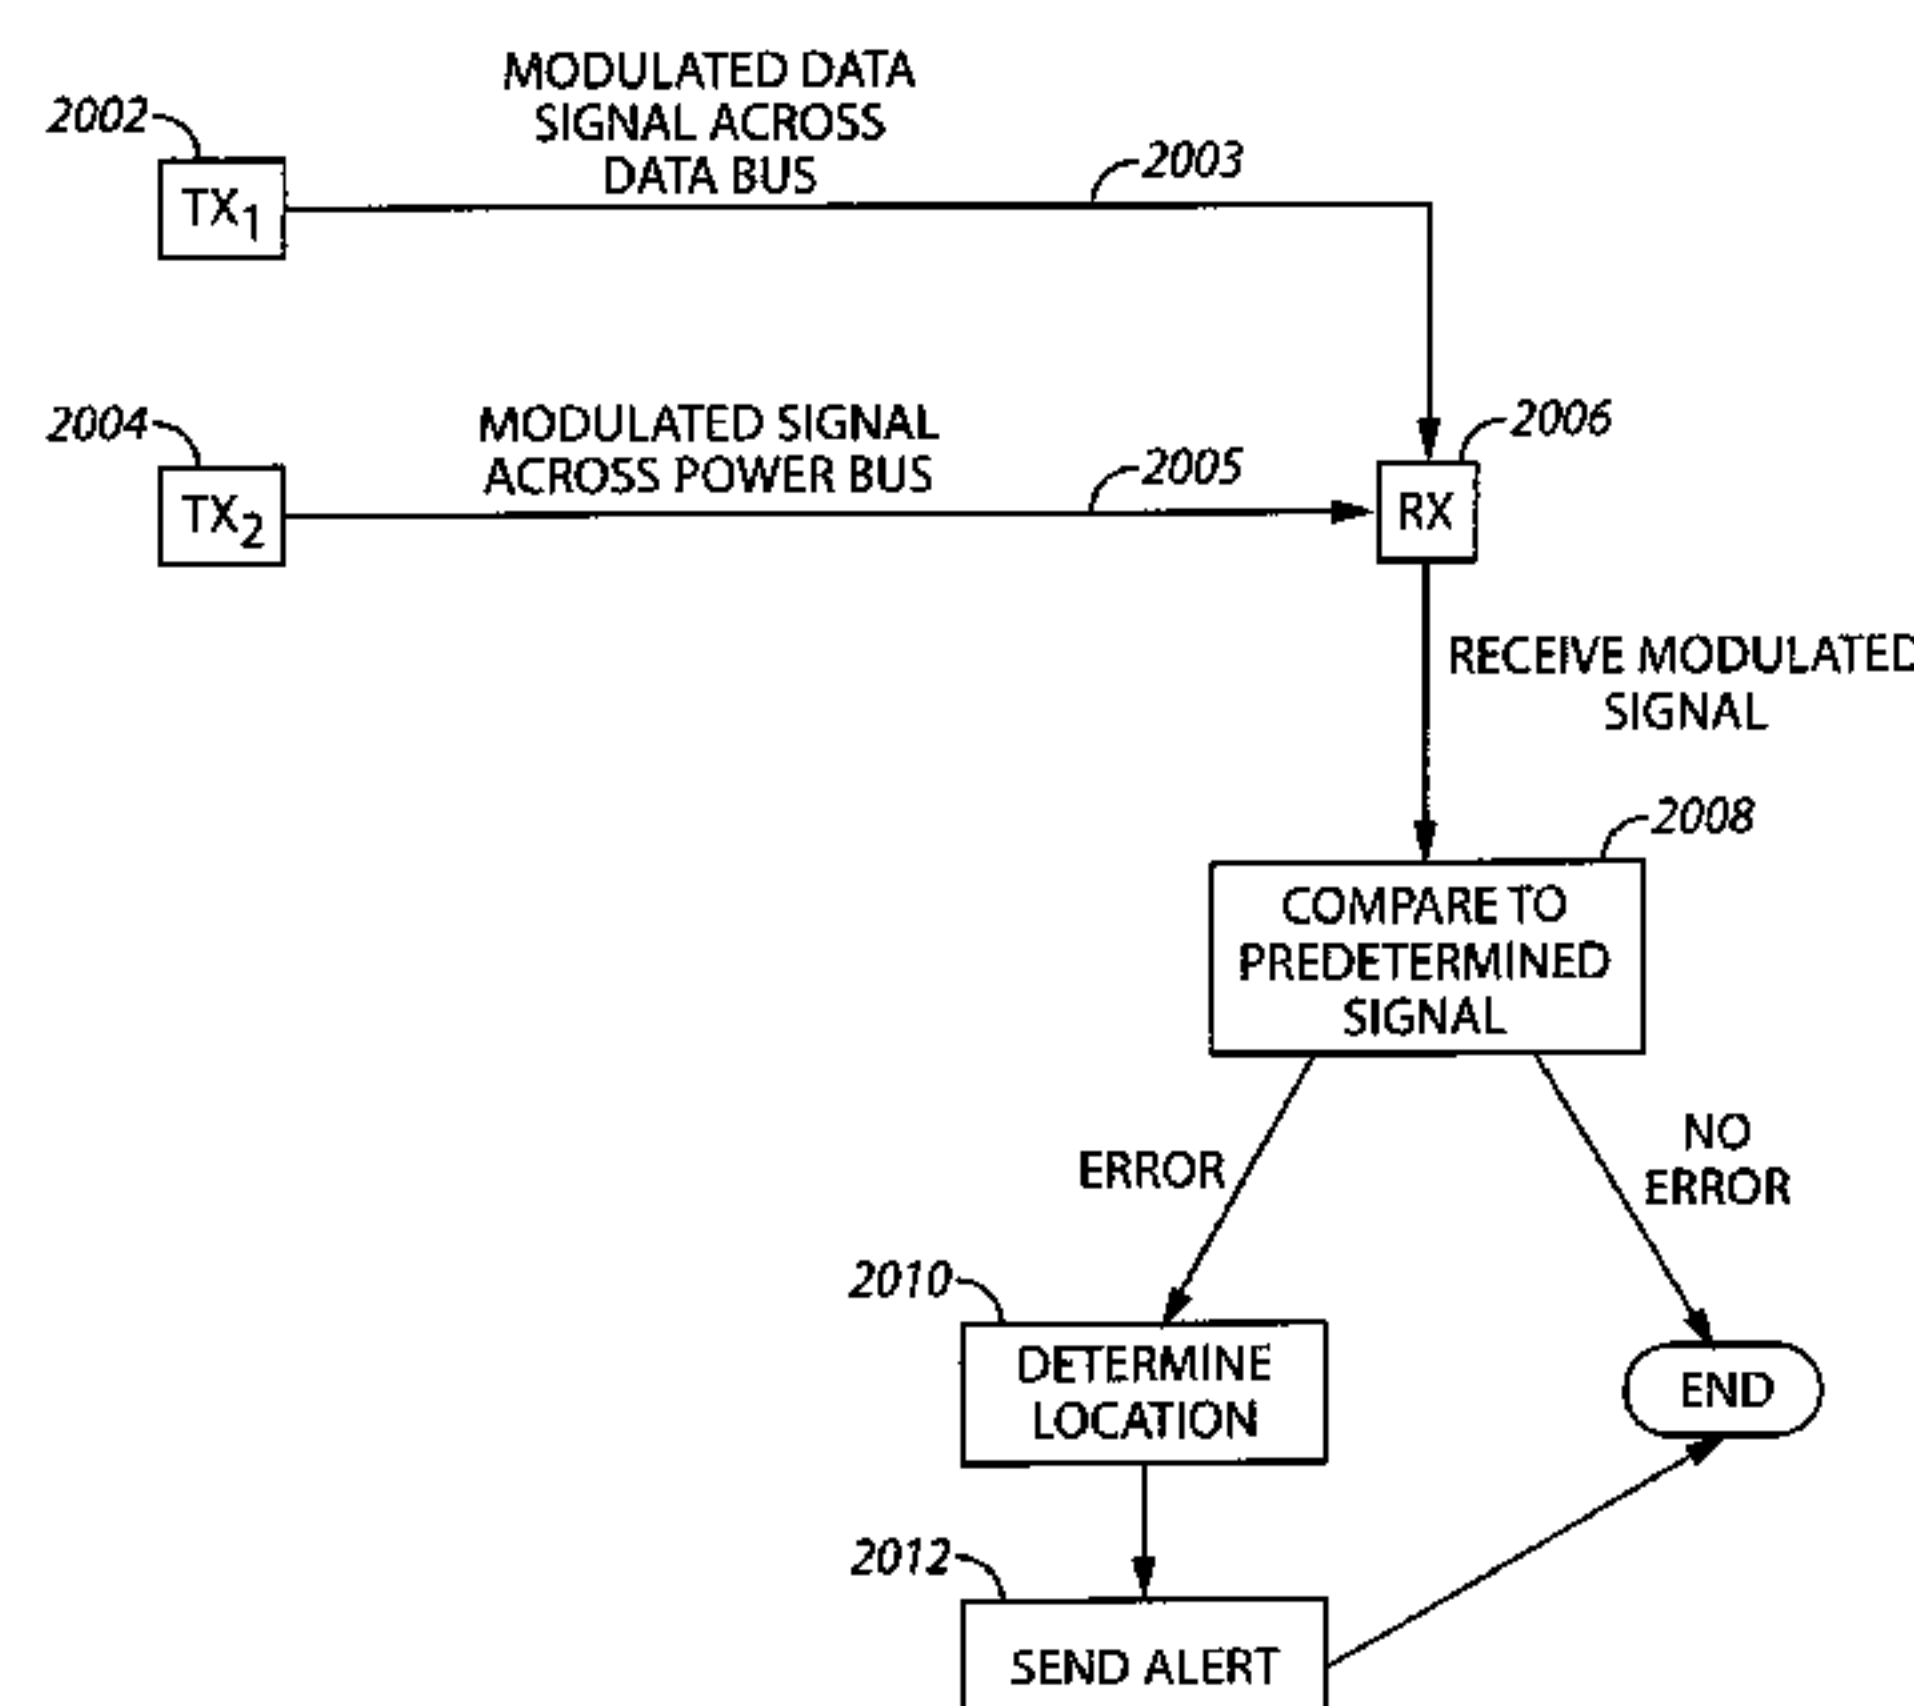 MODULATED DATA
SIGNAL ACROSS
DATA BUS
2002
2003
TX1
2004
MODULATED SIGNAL
ACROSS POWER BUS
2005
2006
TX2
RX
RECEIVE MODULATED
SIGNAL
2008
COMPARE TO
PREDETERMINED
SIGNAL
ERROR
NO
ERROR
2010
DETERMINE
LOCATION
END
2012
SEND ALERT